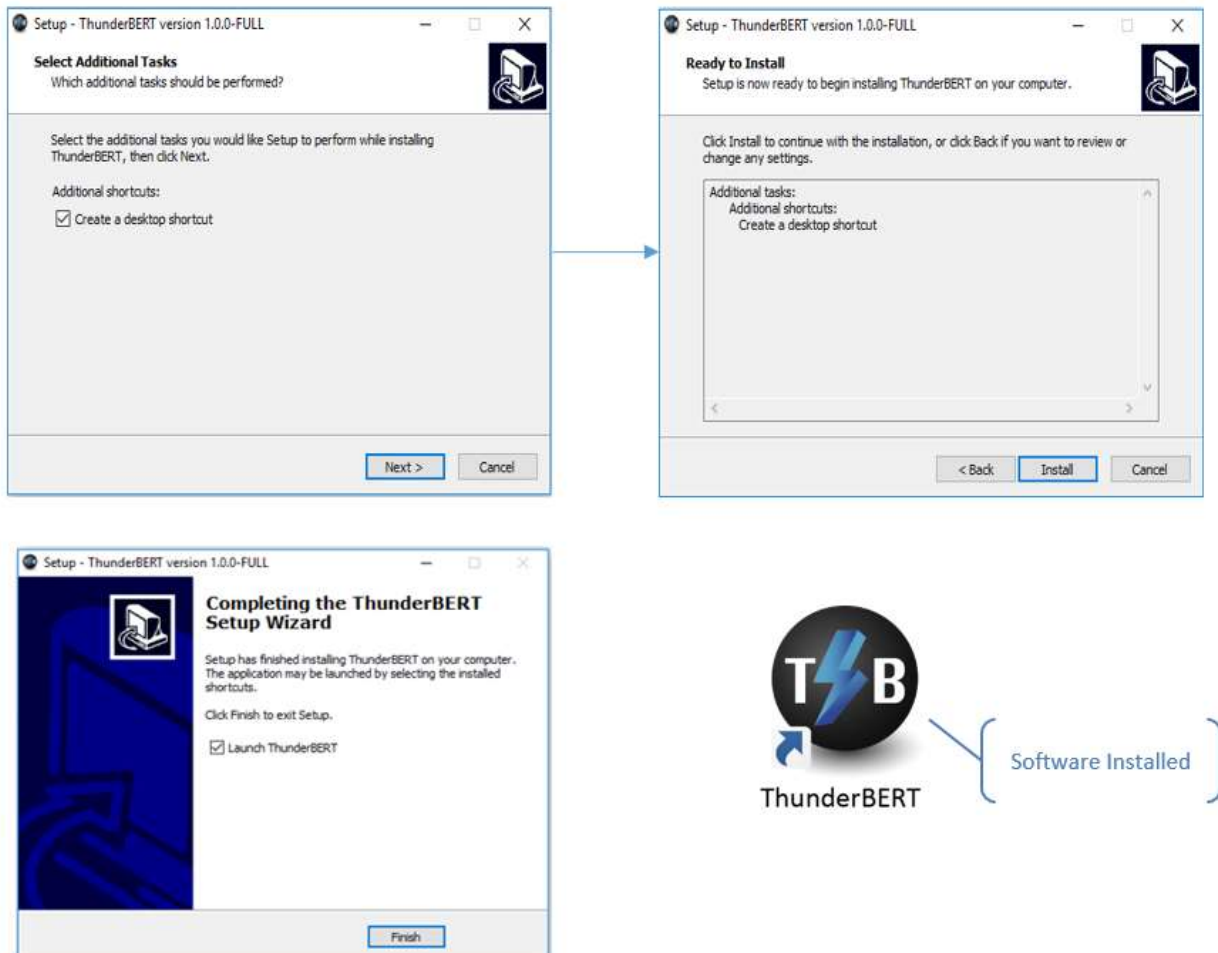 Setup - ThunderBERT version 1.0.0-FULL
Select Additional Tasks
Which additional tasks should be performed?
Select the additional tasks you would like Setup to perform while installing
ThunderBERT, then click Next.
Additional shortcuts:
Create a desktop shortcut
Next >
Cancel
Setup - ThunderBERT version 1.0.0-FULL
Ready to Install
Setup is now ready to begin installing ThunderBERT on your computer.
Click Install to continue with the installation, or click Back if you want to review or
change any settings.
Additional tasks:
Additional shortcuts:
Create a desktop shortcut
< Back
Install
Cancel
Setup - ThunderBERT version 1.0.0-FULL
Completing the ThunderBERT
Setup Wizard
Setup has finished installing ThunderBERT on your computer.
The application may be launched by selecting the installed
shortcuts.
Click Finish to exit Setup.
Launch ThunderBERT
Finish
T B
ThunderBERT
Software Installed